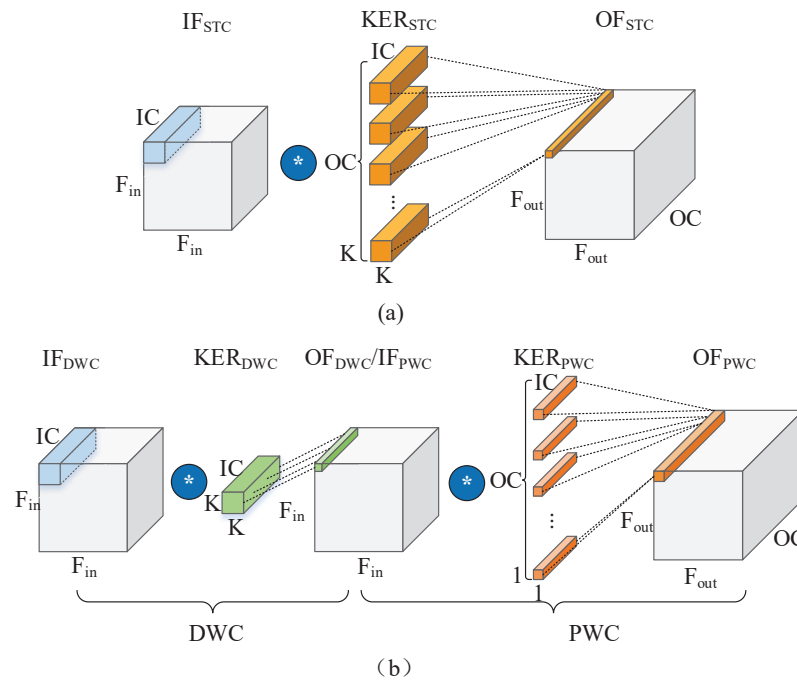 IF_STC KER_STC OF_STC
IC
IC
*
OC
F_in
F_in
...
K
K
F_out
F_out
OC
(a)
IF_DWC KER_DWC OF_DWC/IF_PWC KER_PWC OF_PWC
IC
F_in
F_in
*
IC
K
K
F_in
F_in
*
IC
OC
...
1
1
F_out
F_out
OC
DWC PWC
(b)